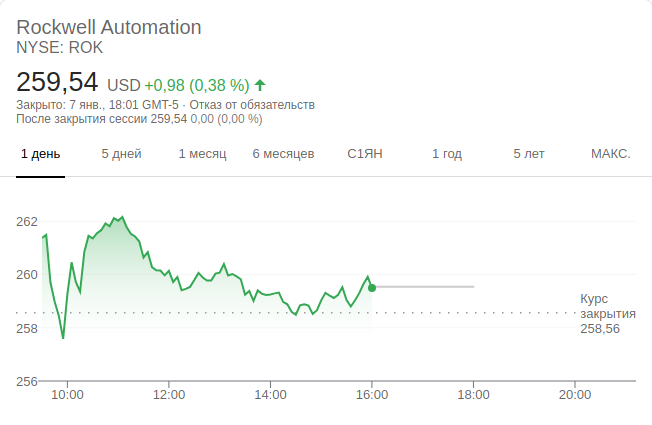 Rockwell Automation
NYSE: ROK
259,54 USD +0,98 (0,38 %)
Закрыто: 7 янв., 18:01 GMT-5 · Отказ от обязательств
После закрытия сессии 259,54 0,00 (0,00 %)
1 день 5 дней 1 месяц 6 месяцев С1ЯН 1 год 5 лет МАКС.
262
260
Курс
закрытия
258
258,56
256
10:00 12:00 14:00 16:00 18:00 20:00